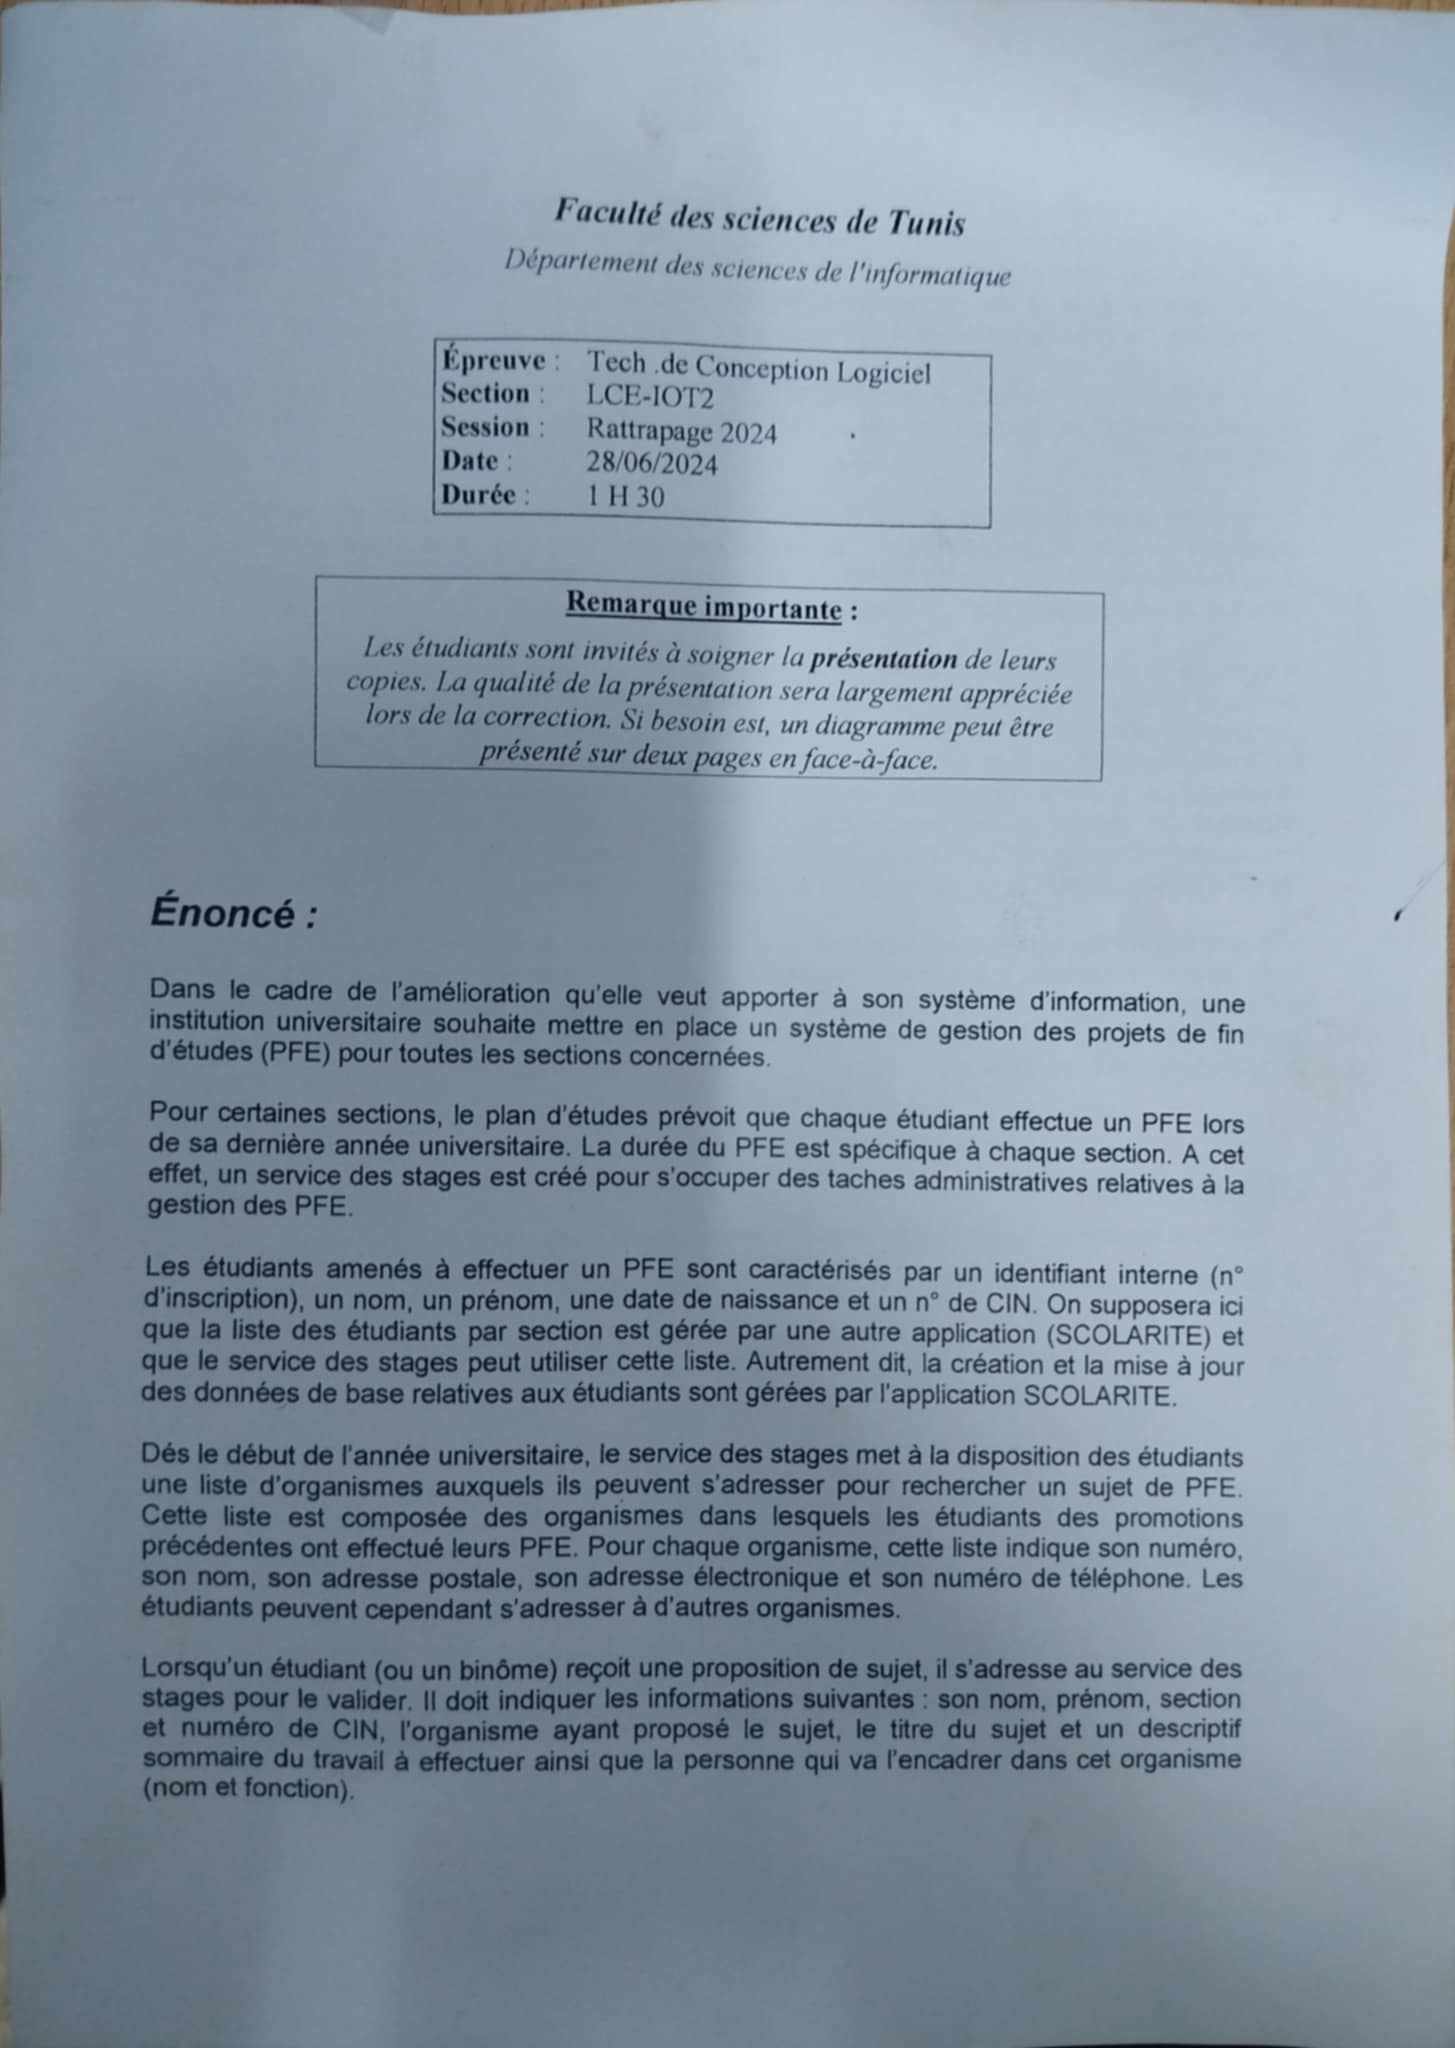 Faculté des sciences de Tunis
Département des sciences de l'informatique
Épreuve : Tech .de Conception Logiciel
Section : LCE-IOT2
Session : Rattrapage 2024
Date : 28/06/2024
Durée : 1 H 30
Remarque importante :
Les étudiants sont invités à soigner la présentation de leurs
copies. La qualité de la présentation sera largement appréciée
lors de la correction. Si besoin est, un diagramme peut être
présenté sur deux pages en face-à-face.
Énoncé :
Dans le cadre de l'amélioration qu'elle veut apporter à son système d'information, une
institution universitaire souhaite mettre en place un système de gestion des projets de fin
d'études (PFE) pour toutes les sections concernées.
Pour certaines sections, le plan d'études prévoit que chaque étudiant effectue un PFE lors
de sa dernière année universitaire. La durée du PFE est spécifique à chaque section. A cet
effet, un service des stages est créé pour s'occuper des taches administratives relatives à la
gestion des PFE.
Les étudiants amenés à effectuer un PFE sont caractérisés par un identifiant interne (n°
d'inscription), un nom, un prénom, une date de naissance et un n° de CIN. On supposera ici
que la liste des étudiants par section est gérée par une autre application (SCOLARITE) et
que le service des stages peut utiliser cette liste. Autrement dit, la création et la mise à jour
des données de base relatives aux étudiants sont gérées par l'application SCOLARITE.
Dés le début de l'année universitaire, le service des stages met à la disposition des étudiants
une liste d'organismes auxquels ils peuvent s'adresser pour rechercher un sujet de PFE.
Cette liste est composée des organismes dans lesquels les étudiants des promotions
précédentes ont effectué leurs PFE. Pour chaque organisme, cette liste indique son numéro,
son nom, son adresse postale, son adresse électronique et son numéro de téléphone. Les
étudiants peuvent cependant s'adresser à d'autres organismes.
Lorsqu'un étudiant (ou un binôme) reçoit une proposition de sujet, il s'adresse au service des
stages pour le valider. Il doit indiquer les informations suivantes : son nom, prénom, section
et numéro de CIN, l'organisme ayant proposé le sujet, le titre du sujet et un descriptif
sommaire du travail à effectuer ainsi que la personne qui va l'encadrer dans cet organisme
(nom et fonction).